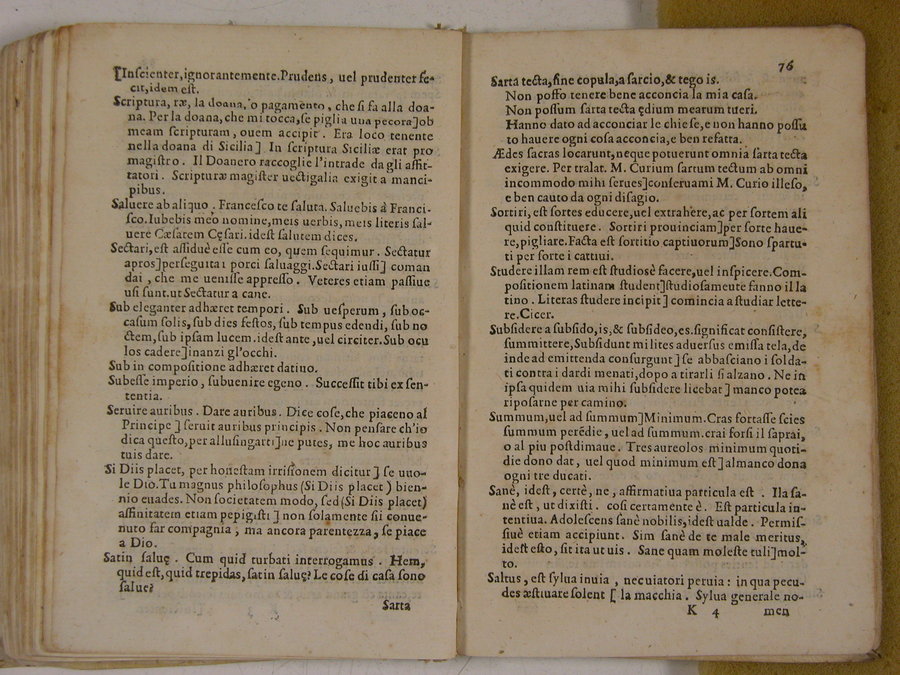 [Inſcienter,ignorantemente.Prudens, uel prudenter fe-
cit,idem eſt.
Scriptura, ræ, la doana, o pagamento, che ſi fa alla doa-
na. Per la doana,che mi tocca,ſe piglia una pecora]ob
meam ſcripturam, ouem accipit. Era loco tenente
nella doana di Sicilia] In ſcriptura Siciliæ erat pro
magiſtro. Il Doanero raccoglie l'intrade dagli affit-
tatori. Scripturæ magiſter uectigalia exigit a manci-
pibus.
Saluere ab aliquo. Franceſco te ſaluta. Saluebis à Franci-
ſco. Iubebis meo nomine,meis uerbis, meis literis ſal-
uere Cæſarem Cęſari. ideſt ſalutem dices.
Sectari,eſt aſſiduè eſſe cum eo, quem ſequimur. Sectatur
apros]perſeguita i porci ſaluaggi.Sectari iuſſi] coman
dai, che me ueniſſe appreſſo. Veteres etiam paſſiue
uſi ſunt.ut Sectatur a cane.
Sub eleganter adhæret tempori. Sub ueſperum, ſub oc-
caſum ſolis, ſub dies feſtos, ſub tempus edendi, ſub no
ctem, ſub ipſam lucem. ideſt ante, uel circiter. Sub ocu
los cadere]inanzi gl'occhi.
Sub in compoſitione adhæret datiuo.
Subeſſe imperio, ſubuenire egeno. Succeſſit tibi ex ſen-
tentia.
Seruire auribus. Dare auribus. Dice coſe, che piaceno al
Principe] ſeruit auribus principis. Non penſare ch'io
dica queſto,per alluſingarti]ne putes, me hoc auribus
tuis dare.
Si Diis placet, per honeſtam irriſionem dicitur] ſe uuo-
le Dio.Tu magnus philoſophus (Si Diis placet) bien-
nio euades. Non ſocietatem modo, ſed (Si Diis placet)
affinitatem etiam pepigiſti] non ſolamente ſii conue-
nuto far compagnia, ma ancora parentezza, ſe piace
a Dio.
Satin ſaluę. Cum quid turbati interrogamus. Hem,
quid eſt, quid trepidas, ſatin ſaluę? Le coſe di caſa ſono
ſalue?
Sarta
76
Sarta tecta, ſine copula,a ſarcio,& tego is.
Non poſſo tenere bene acconcia la mia caſa.
Non poſſum ſarta tecta ędium mearum tueri.
Hanno dato ad acconciar le chieſe,e non hanno poſſu
to hauere ogni coſa acconcia,e ben refatta.
Ædes ſacras locarunt,neque potuerunt omnia ſarta tecta
exigere. Per tralat. M. Curium ſartum tectum ab omni
incommodo mihi ſerues]conſeruami M. Curio illeſo,
e ben cauto da ogni diſagio.
Sortiri, eſt ſortes educere, uel extrahere, ac per ſortem ali
quid conſtituere. Sortiri prouinciam]per ſorte haue-
re, pigliare. Facta eſt ſortitio captiuorum]Sono ſpartu-
ti per ſorte i cattiui.
Studere illam rem eſt ſtudiosè facere,uel inſpicere.Com-
poſitionem latinam ſtudent]ſtudioſamente fanno il la
tino. Literas ſtudere incipit] comincia a ſtudiar lette-
re.Cicer.
Subſidere a ſubſido,is,& ſubſideo,es.ſignificat conſiſtere,
ſummittere,Subſidunt milites aduerſus emiſſa tela, de
inde ad emittenda conſurgunt]ſe abbaſciano i ſolda-
ti contra i dardi menati,dopo a tirarli ſi alzano. Ne in
ipſa quidem uia mihi ſubſidere licebat] manco potea
ripoſarne per camino.
Summum,uel ad ſummum]Minimum.Cras fortaſſe ſcies
ſummum perédie, uel ad ſummum. crai forſi il ſaprai,
o al piu poſtdimane. Tres aureolos minimum quoti-
die dono dat, uel quod minimum eſt]almanco dona
ogni tre ducati.
Sanè, ideſt, certè, ne, affirmatiua particula eſt. Ila ſa-
nè eſt, ut dixiſti. coſi certamente è. Eſt particula in-
tentiua. Adoleſcens ſanè nobilis, ideſt ualde. Permiſ-
ſiuè etiam accipiunt. Sim ſanè de te male meritus,
ideſt eſto, ſit ita ut uis. Sane quam moleſte tuli]mol-
to.
Saltus, eſt ſylua inuia, nec uiatori peruia: in qua pecu-
des æſtiuare ſolent [ la macchia. Sylua generale no-
K 4 men